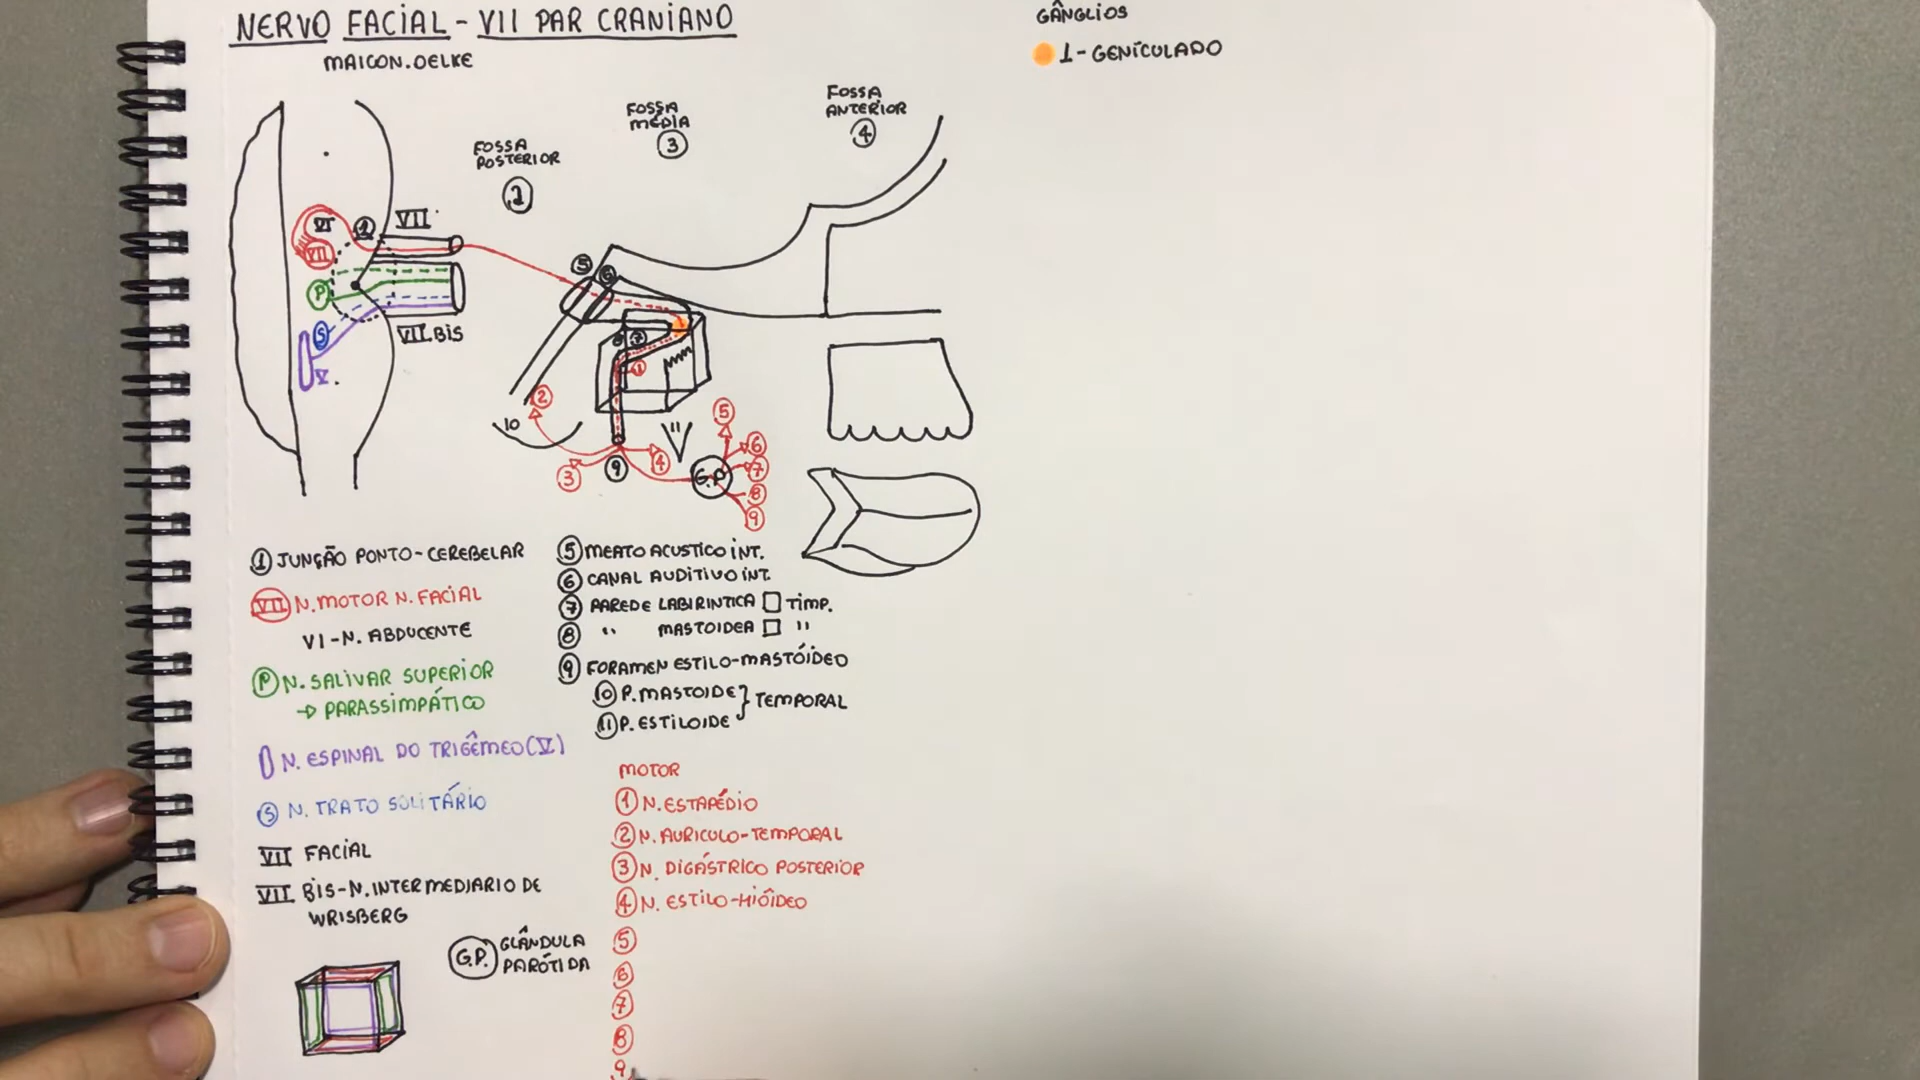 NERVO FACIAL - VII PAR CRANIANO
MAICON.OELKE
GÂNGLIOS
1 - GENICULADO
FOSSA
POSTERIOR
2
FOSSA
MÉDIA
3
FOSSA
ANTERIOR
4
VI
VII
1
VII
P
S
V
VII.BIS
5
6
7
8
1
2
10
3
9
4
11
G.P
5
6
7
8
9
1 JUNÇÃO PONTO-CEREBELAR
VII N. MOTOR N. FACIAL
VI - N. ABDUCENTE
P N. SALIVAR SUPERIOR
→ PARASSIMPÁTICO
N. ESPINAL DO TRIGÊMEO (V)
S N. TRATO SOLITÁRIO
VII FACIAL
VII BIS - N. INTERMEDIARIO DE
WRISBERG
G.P. GLÂNDULA
PARÓTIDA
5 MEATO ACUSTICO INT.
6 CANAL AUDITIVO INT.
7 PAREDE LABIRINTICA □ TIMP.
8 " MASTOIDEA □ "
9 FORAMEN ESTILO-MASTÓIDEO
10 P. MASTOIDE } TEMPORAL
11 P. ESTILOIDE
MOTOR
1 N. ESTAPÉDIO
2 N. AURICULO-TEMPORAL
3 N. DIGÁSTRICO POSTERIOR
4 N. ESTILO-HIÓIDEO
5
6
7
8
9